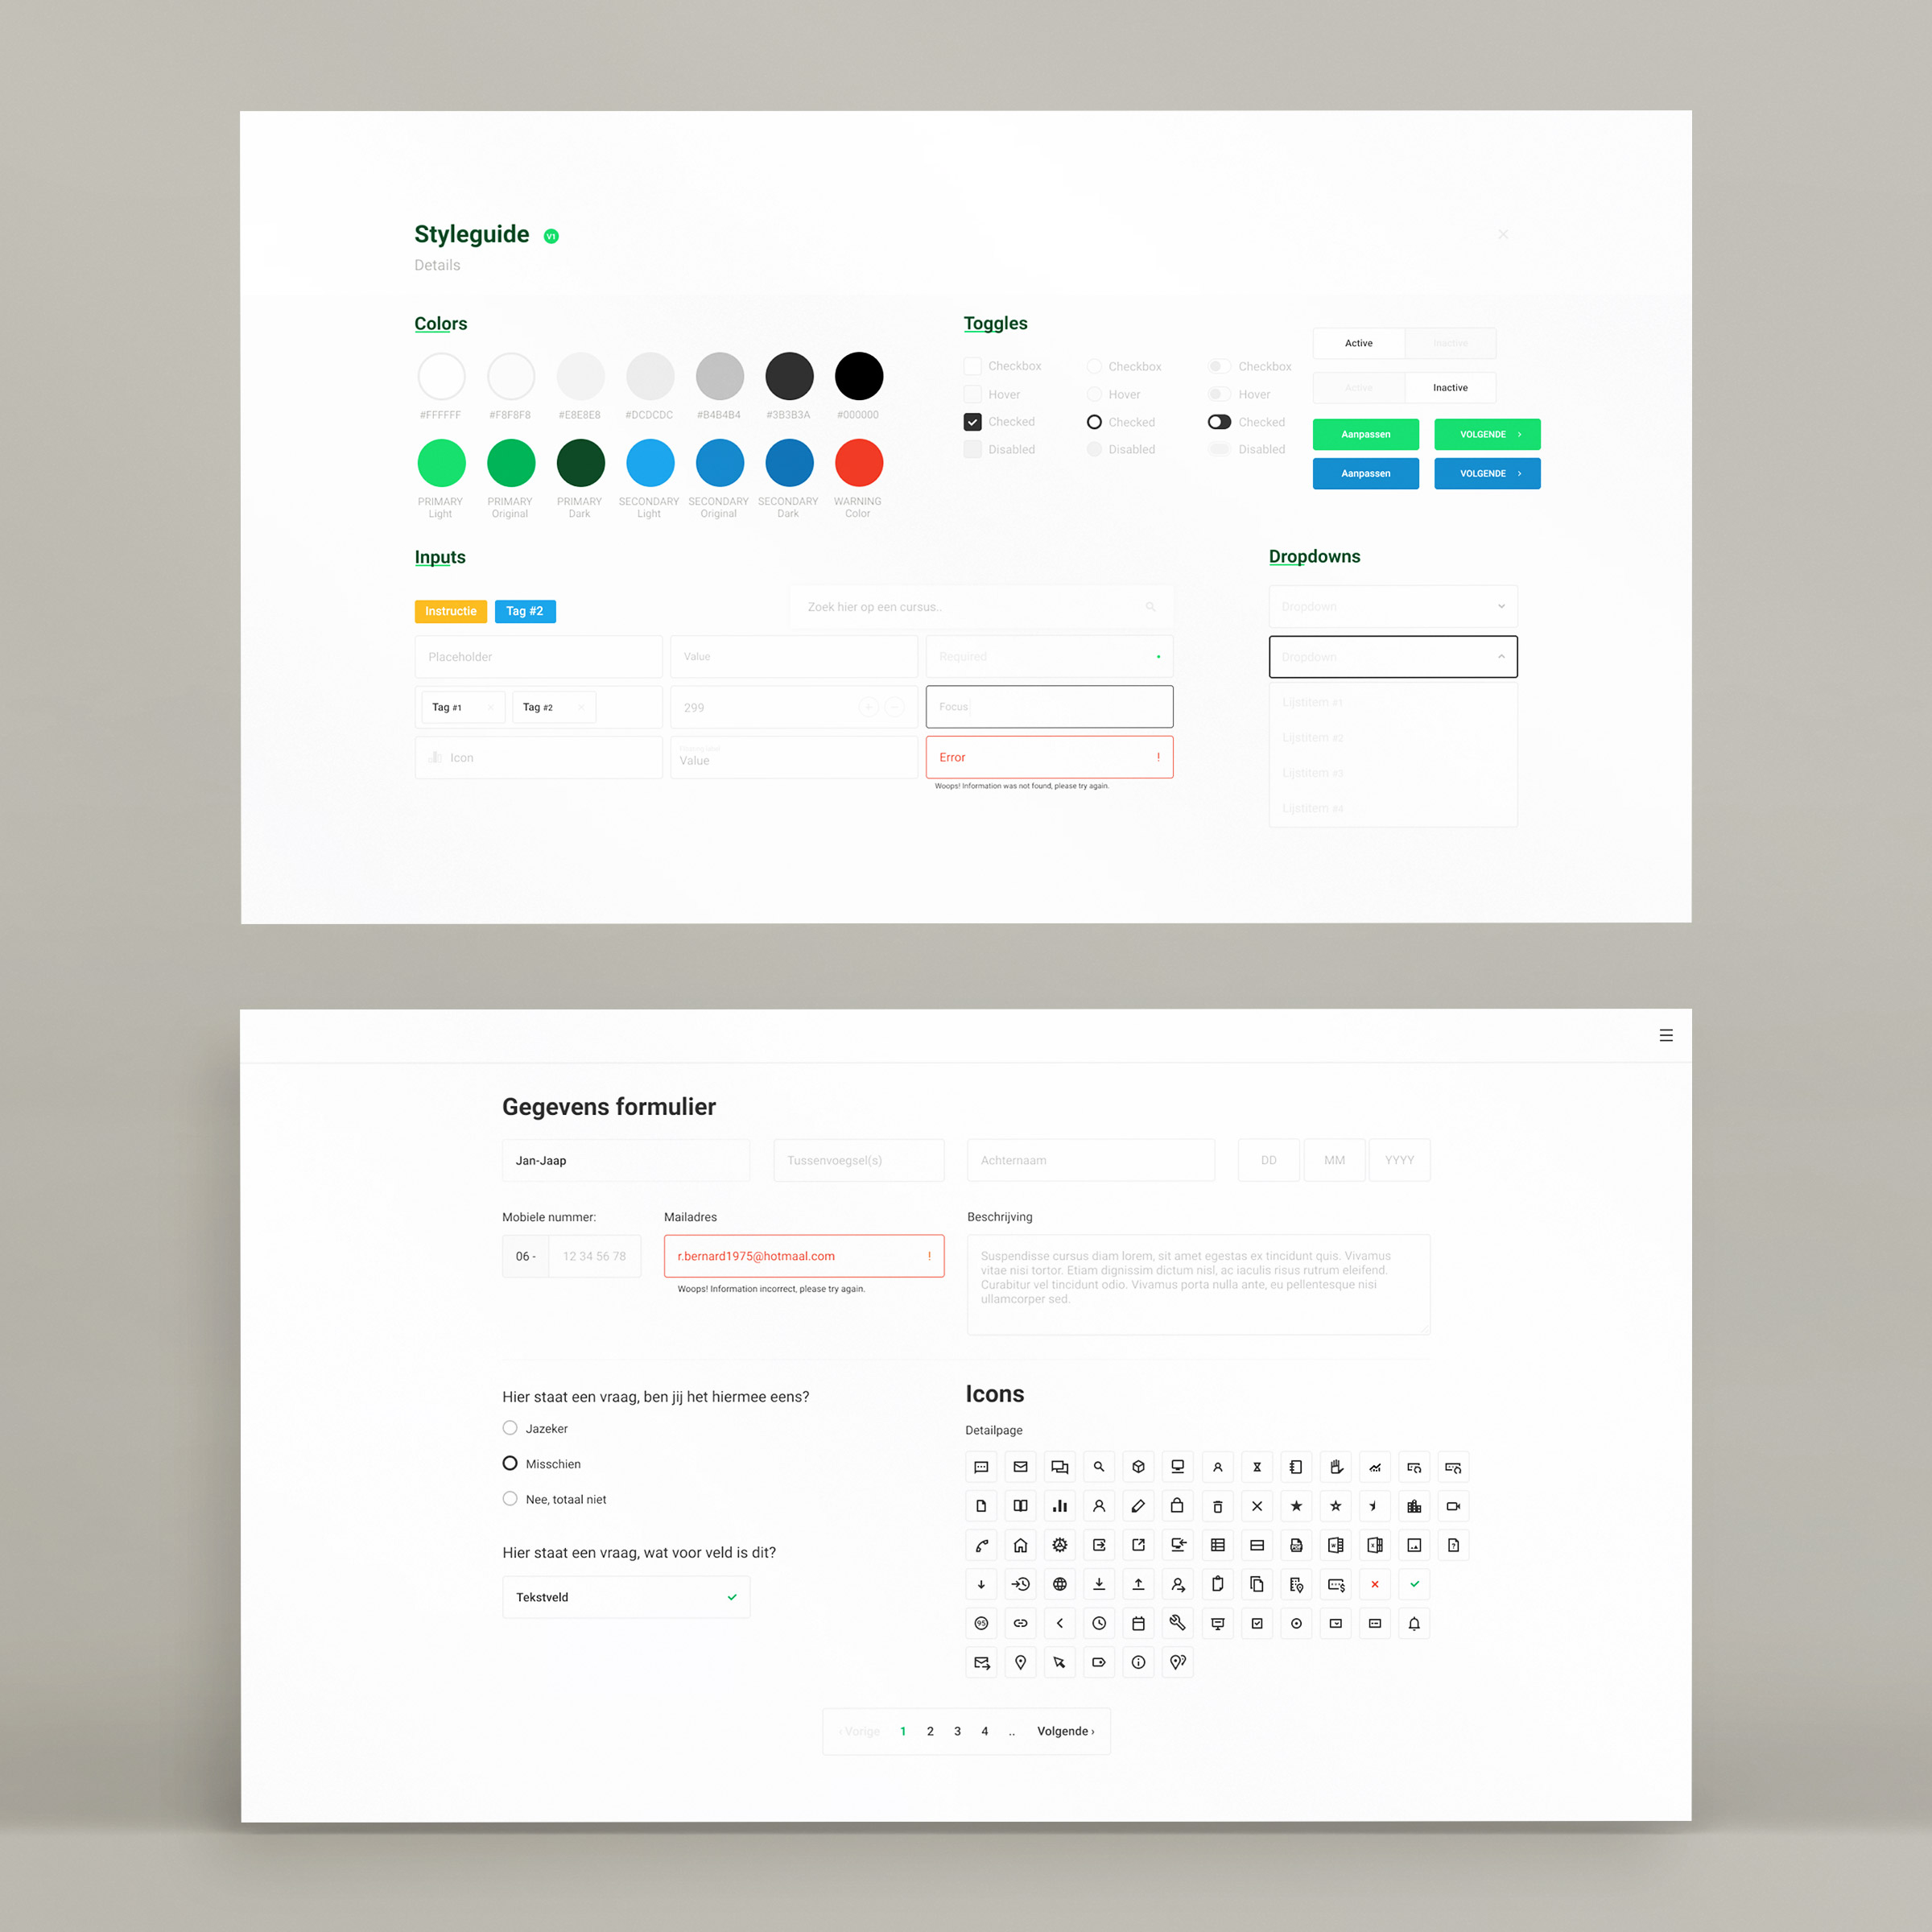 Styleguide V1
Details
Colors
#FFFFFF #F8F8F8 #E8E8E8 #DCDCDC #B4B4B4 #3B3B3A #000000
PRIMARY Light
PRIMARY Original
PRIMARY Dark
SECONDARY Light
SECONDARY Original
SECONDARY Dark
WARNING Color
Toggles
Checkbox Checkbox Checkbox
Hover Hover Hover
Checked Checked Checked
Disabled Disabled Disabled
Active Inactive
Active Inactive
Aanpassen VOLGENDE ›
Aanpassen VOLGENDE ›
Inputs
Instructie Tag #2
Zoek hier op een cursus..
Placeholder Value Required
Tag #1 Tag #2 299 Focus
Icon Value Error !
Woops! Information was not found, please try again.
Dropdowns
Dropdown
Dropdown
Lijstitem #1
Lijstitem #2
Lijstitem #3
Lijstitem #4
Gegevens formulier
Jan-Jaap Tussenvoegsel(s) Achternaam DD MM YYYY
Mobiele nummer: Mailadres Beschrijving
06 - 12 34 56 78
r.bernard1975@hotmaal.com !
Woops! Information incorrect, please try again.
Suspendisse cursus diam lorem, sit amet egestas ex tincidunt quis. Vivamus
vitae nisi tortor. Etiam dignissim dictum nisl, ac iaculis risus rutrum eleifend.
Curabitur vel tincidunt odio. Vivamus porta nulla ante, eu pellentesque nisi
ullamcorper sed.
Hier staat een vraag, ben jij het hiermee eens?
Jazeker
Misschien
Nee, totaal niet
Hier staat een vraag, wat voor veld is dit?
Tekstveld
Icons
Detailpage
95
‹ Vorige 1 2 3 4 .. Volgende ›